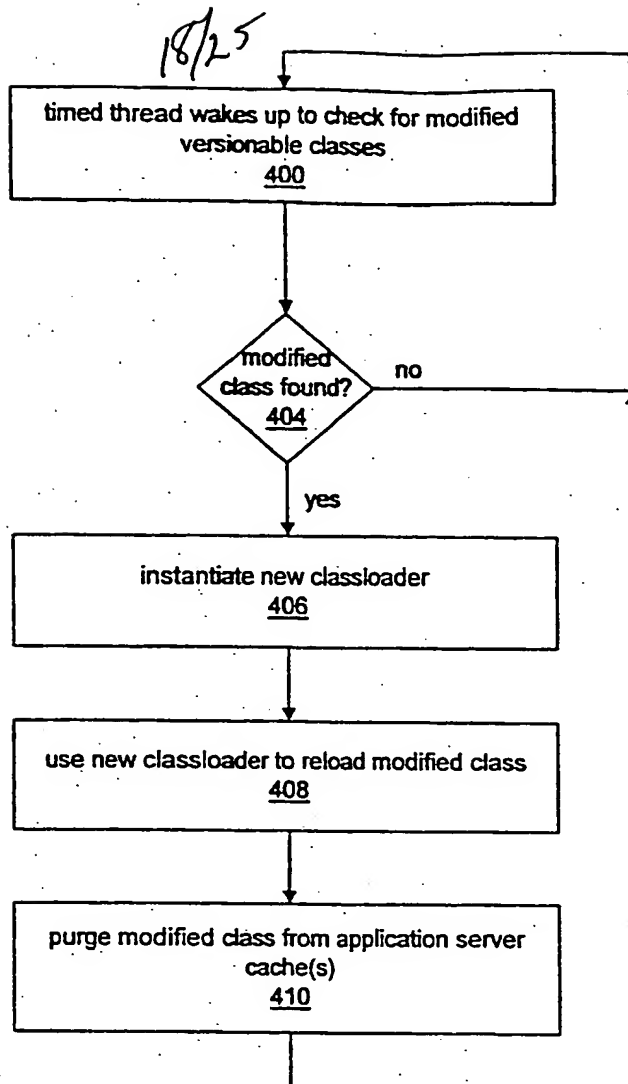 18/25
timed thread wakes up to check for modified
versionable classes
400
modified
class found?
404
no
yes
instantiate new classloader
406
use new classloader to reload modified class
408
purge modified class from application server
cache(s)
410